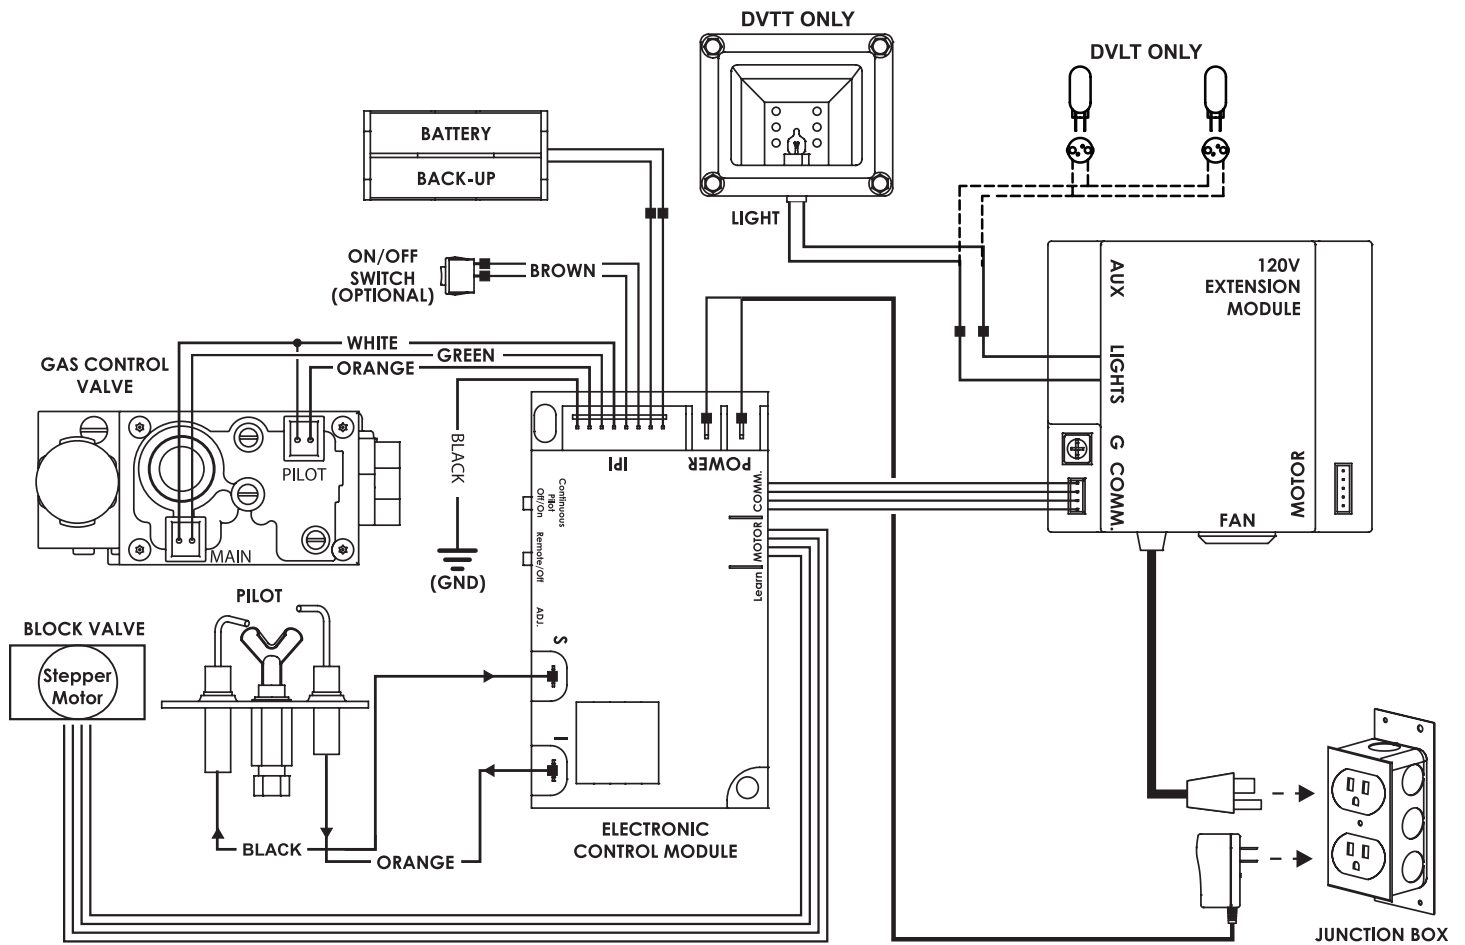 DVTT ONLY
DVLT ONLY
BATTERY
BACK-UP
LIGHT
ON/OFF
SWITCH
(OPTIONAL)
BROWN
AUX
120V
EXTENSION
MODULE
LIGHTS
G
COMM.
MOTOR
FAN
WHITE
GREEN
ORANGE
GAS CONTROL
VALVE
BLACK
PILOT
MAIN
(GND)
IPI
POWER
COMM.
MOTOR
Learn
Continuous
Pilot
Off/On
Remote/Off
ADJ.
S
I
PILOT
BLOCK VALVE
Stepper
Motor
BLACK
ORANGE
ELECTRONIC
CONTROL MODULE
JUNCTION BOX